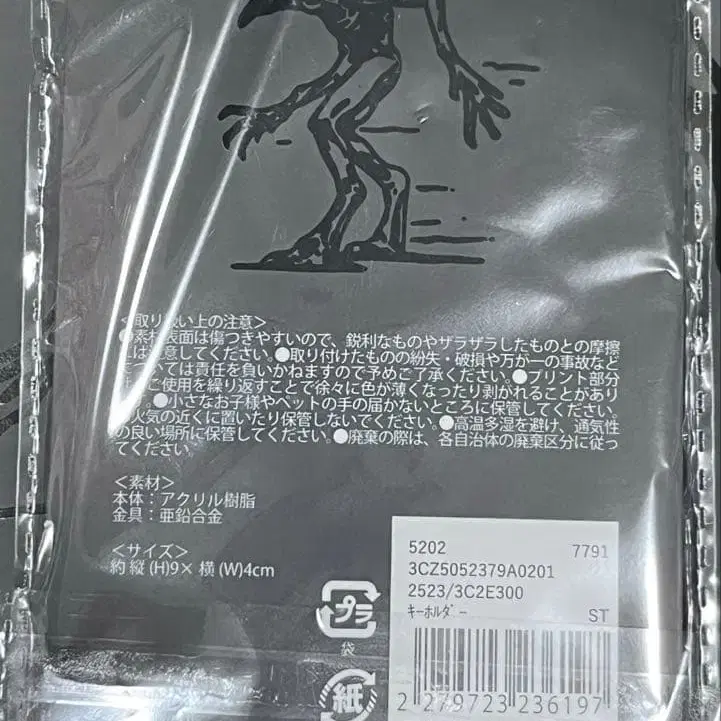 ＜取り扱い上の注意＞
●素材表面は傷つきやすいので、鋭利なものやザラザラしたものとの摩擦
には注意してください。●取り付けたものの紛失・破損や万が一の事故など
については責任を負いかねますので予めご了承ください。●プリント部分
は、ご使用を繰り返すことで徐々に色が薄くなったり剥がれることがあり
。●小さなお子様やペットの手の届かないところに保管してください。
●火気の近くに置いたり保管しないでください。●高温多湿を避け、通気性
の良い場所に保管してください。●廃棄の際は、各自治体の廃棄区分に従っ
てください。
＜素材＞
本体：アクリル樹脂
金具：亜鉛合金
＜サイズ＞
約 縦 (H)9× 横 (W)4cm
プラ
袋
紙
5202 7791
3CZ5052379A0201
2523/3C2E300
ｷｰﾎﾙﾀﾞｰ ST
2 279723 236197